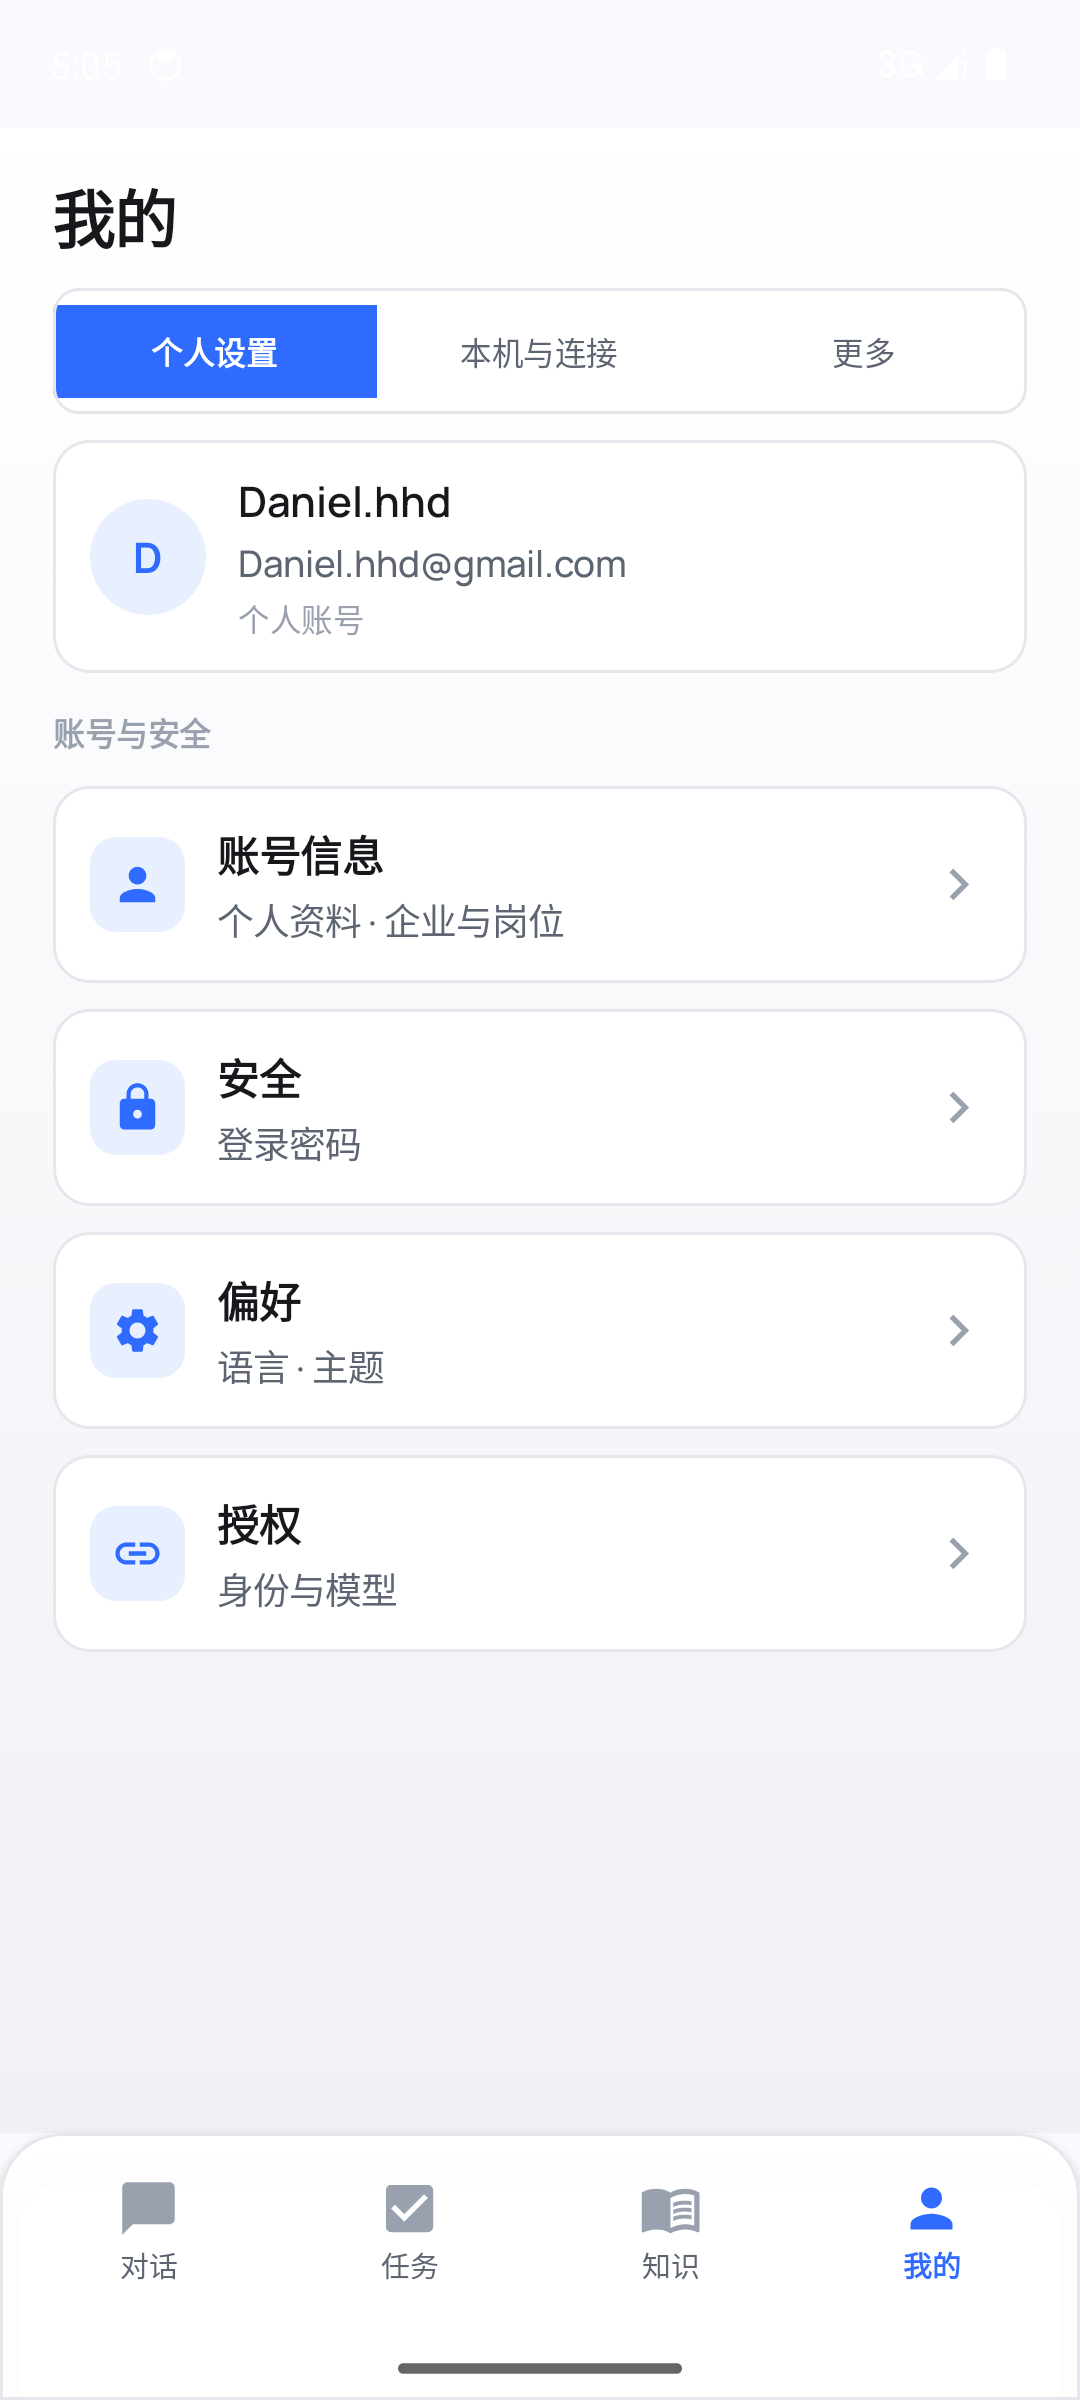 5:05 3G
我的
个人设置 本机与连接 更多
D
Daniel.hhd
Daniel.hhd@gmail.com
个人账号
账号与安全
账号信息
个人资料 · 企业与岗位
安全
登录密码
偏好
语言 · 主题
授权
身份与模型
对话 任务 知识 我的